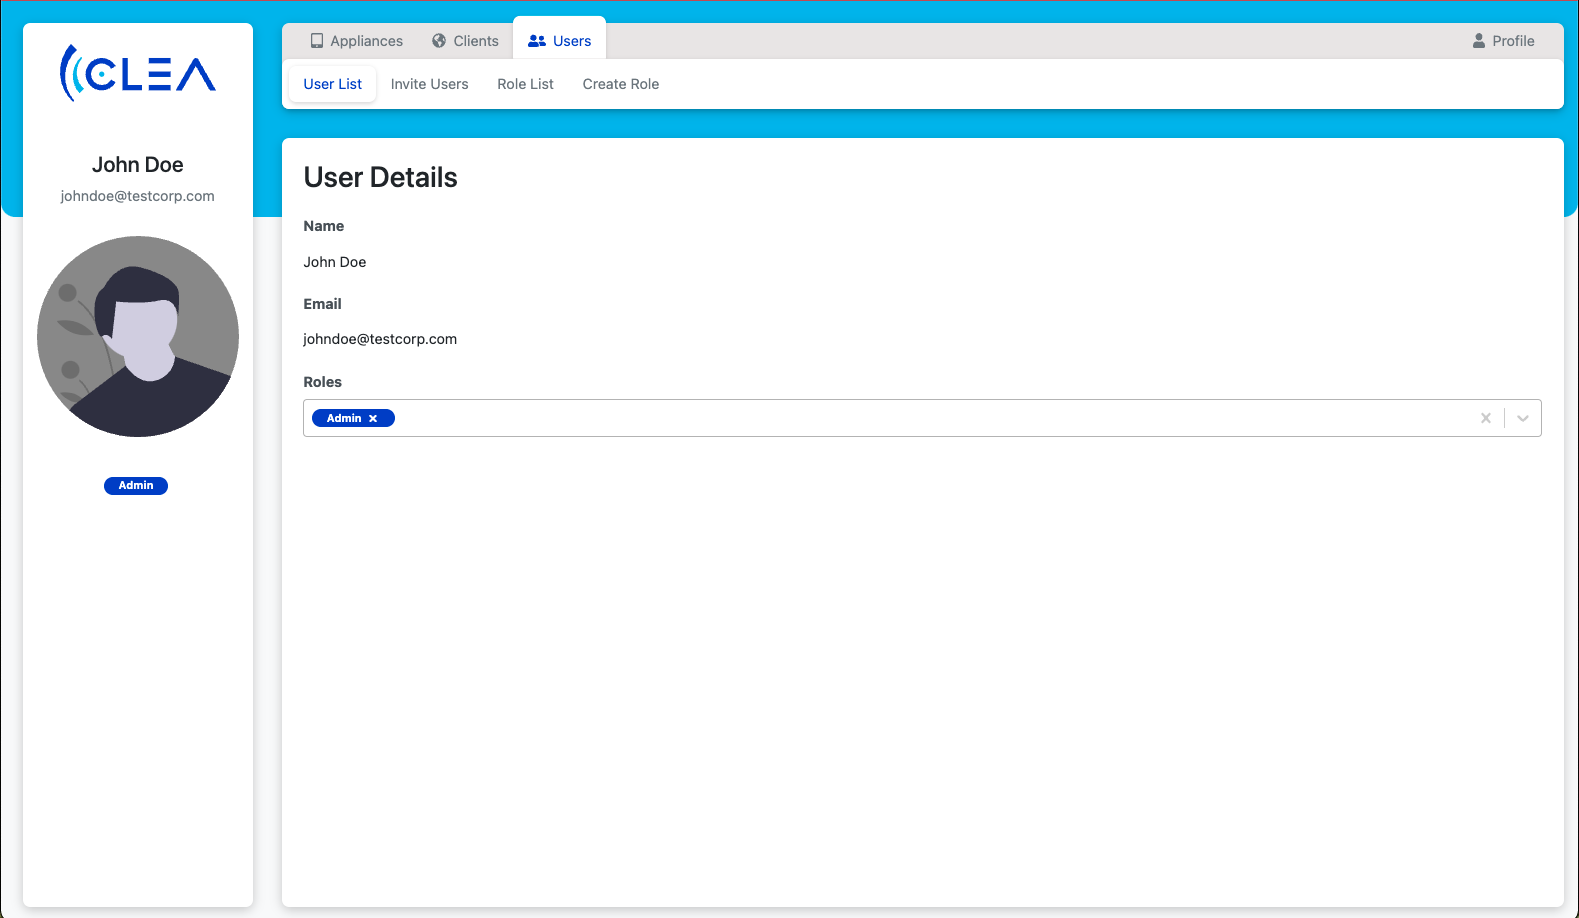 CLEA
John Doe
johndoe@testcorp.com
Admin
Appliances
Clients
Users
Profile
User List
Invite Users
Role List
Create Role
User Details
Name
John Doe
Email
johndoe@testcorp.com
Roles
Admin